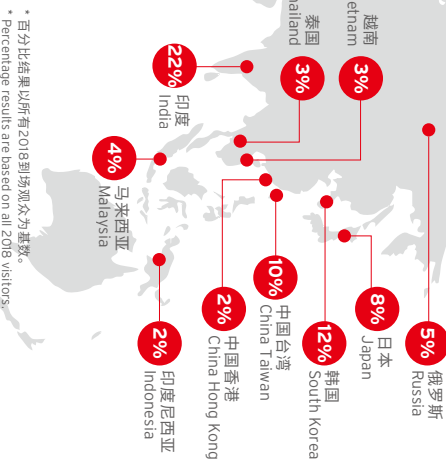 5%
俄罗斯
Russia
越南
etnam
3%
8%
日本
Japan
12%
韩国
South Korea
泰国
ailand
3%
10%
中国台湾
China Taiwan
2%
中国香港
China Hong Kong
22%
印度
India
2%
印度尼西亚
Indonesia
4%
马来西亚
Malaysia
* 百分比结果以所有2018到场观众为基数。
* Percentage results are based on all 2018 visitors.